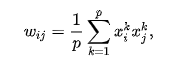 $w_{ij} = \frac{1}{p} \sum_{k=1}^{p} x_i^k x_j^k,$